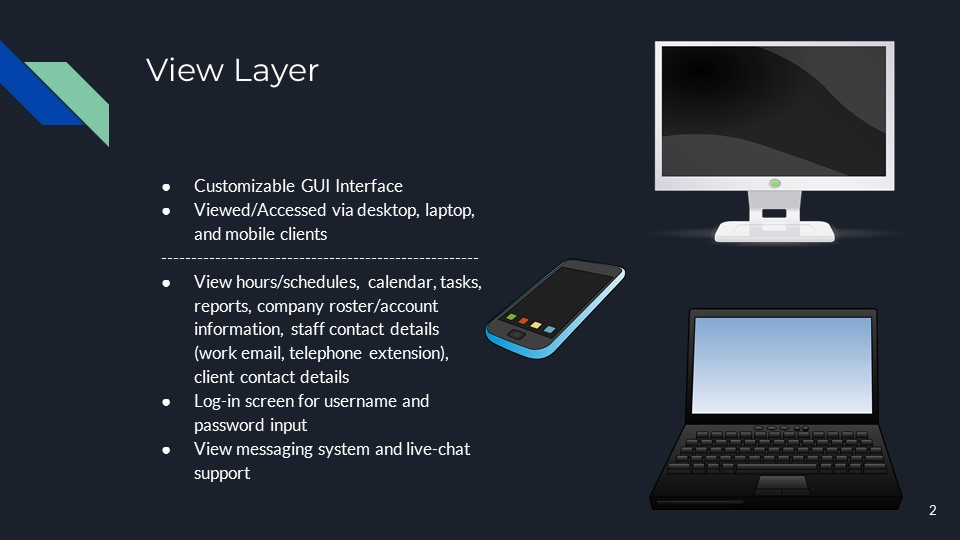 View Layer
● Customizable GUI Interface
● Viewed/Accessed via desktop, laptop,
and mobile clients
-----------------------------------------------------
● View hours/schedules, calendar, tasks,
reports, company roster/account
information, staff contact details
(work email, telephone extension),
client contact details
● Log-in screen for username and
password input
● View messaging system and live-chat
support
2